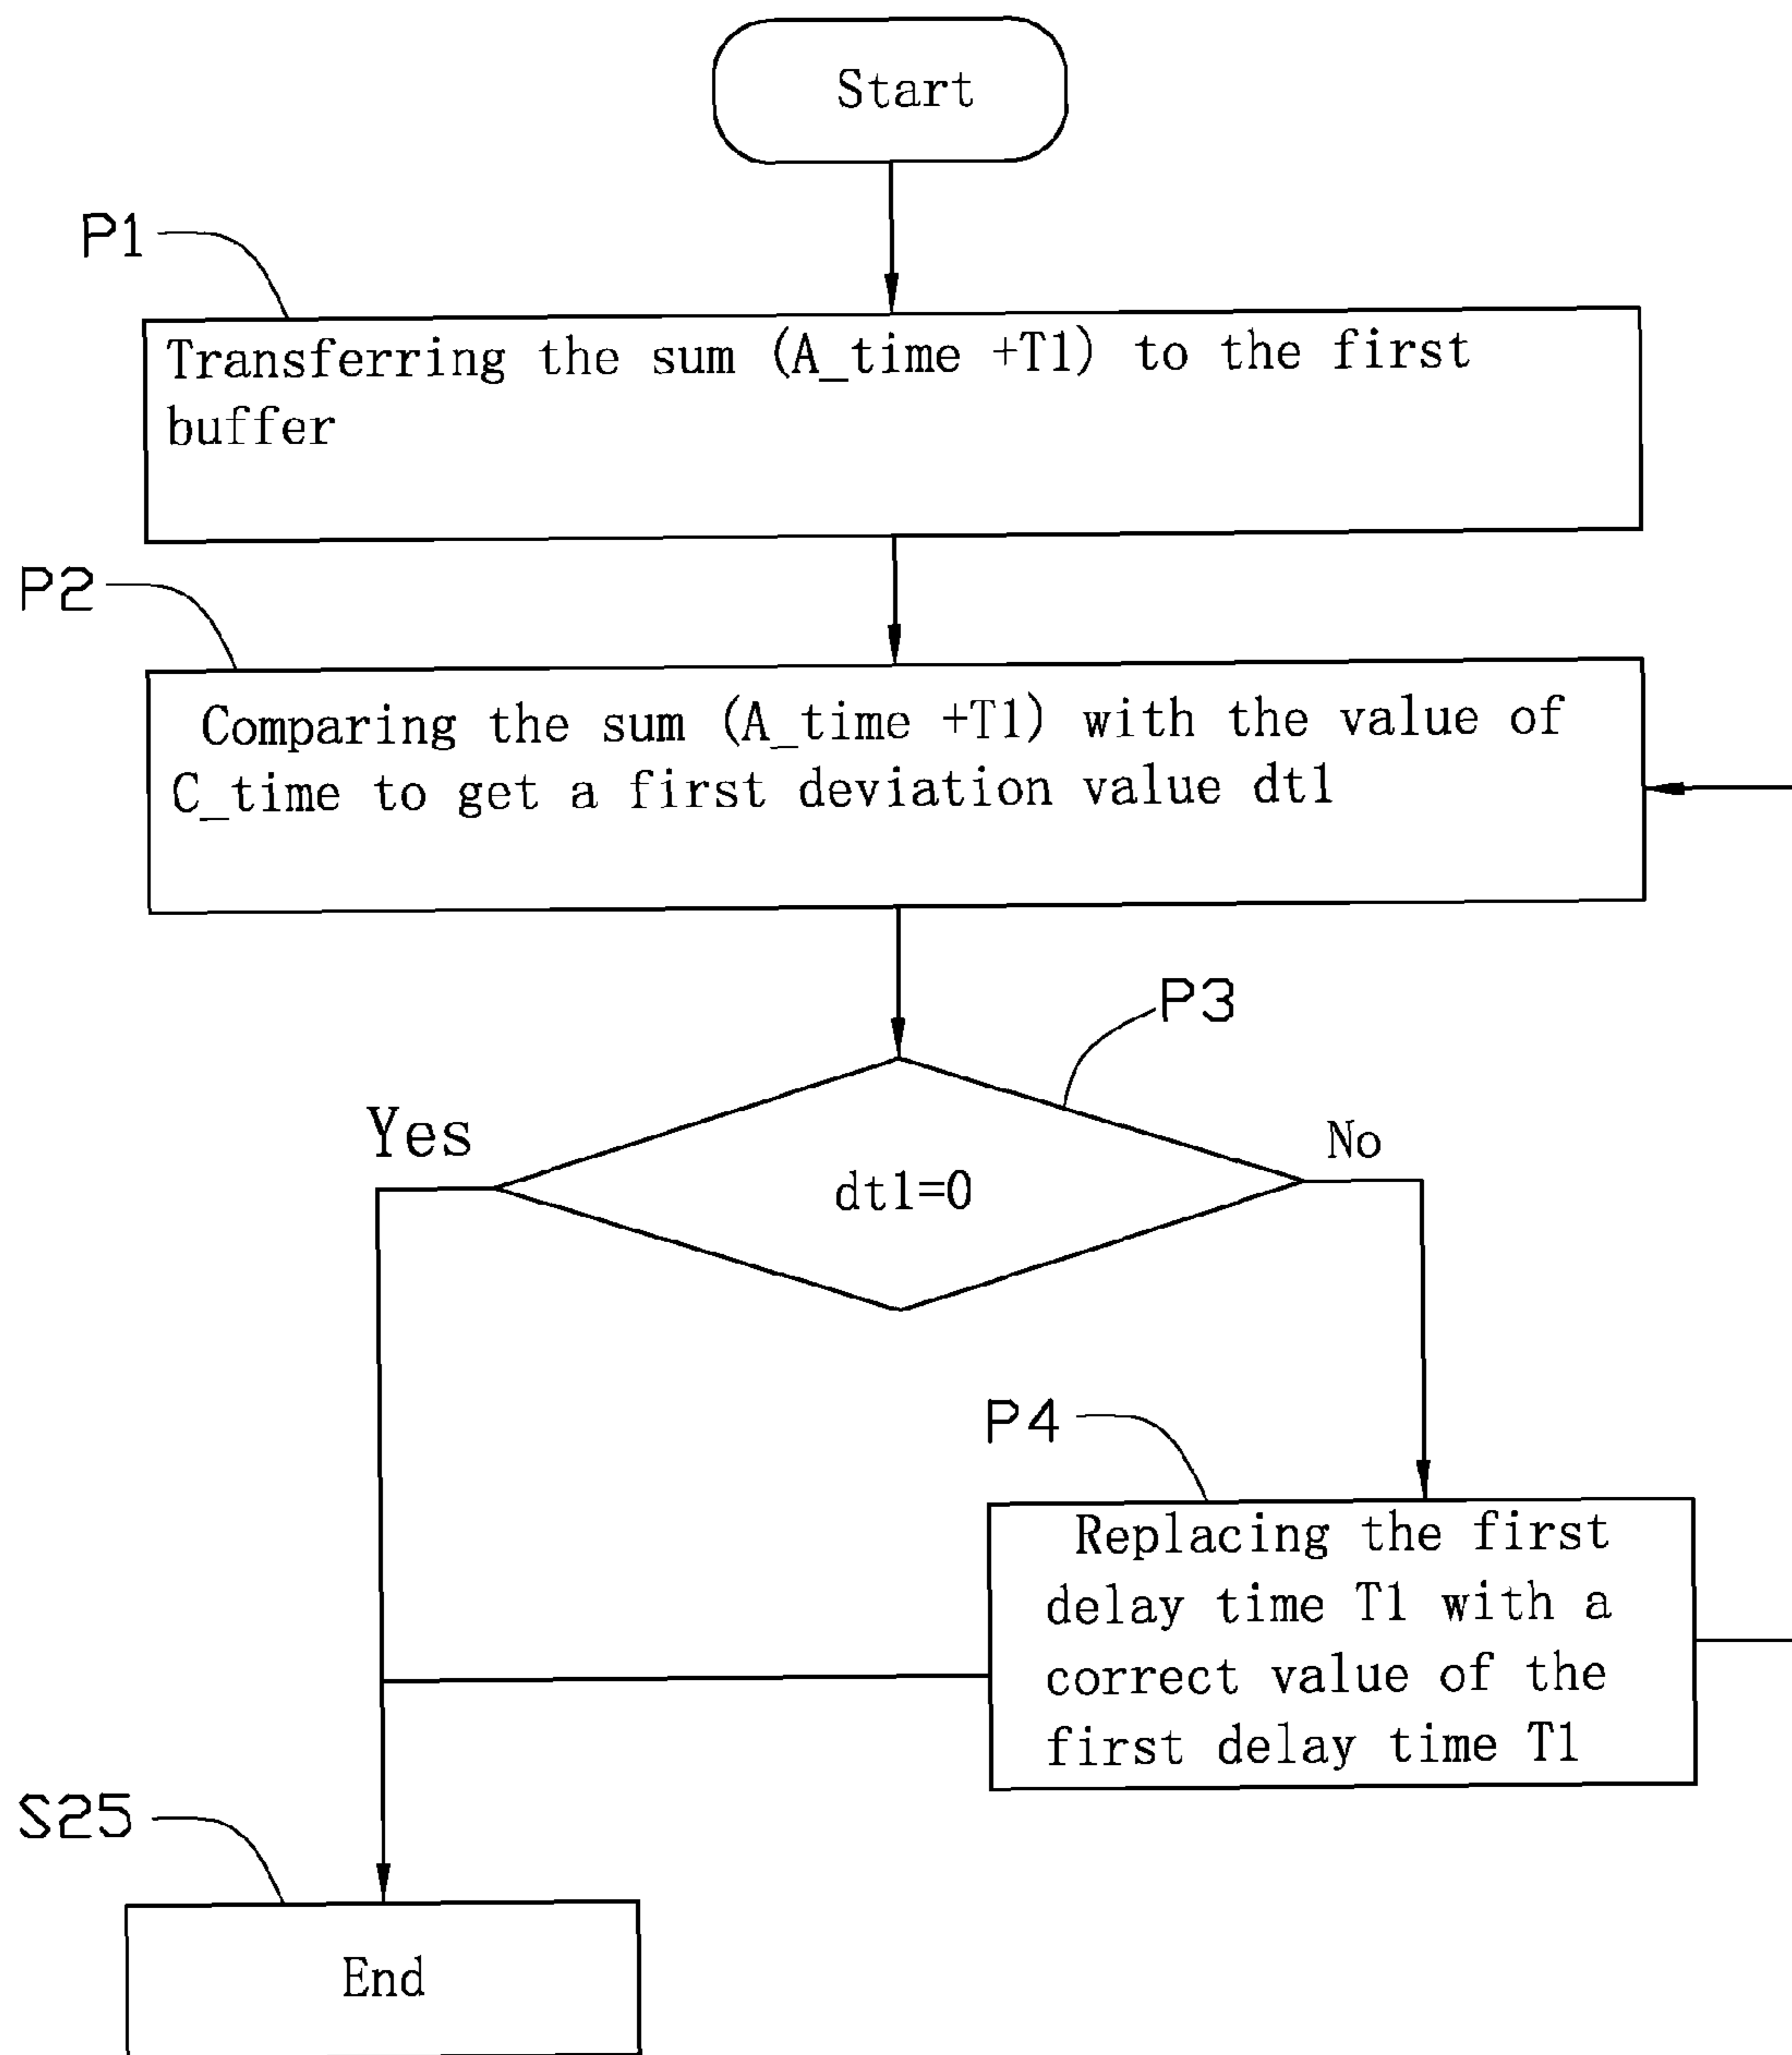 Start
P1
Transferring the sum (A_time +T1) to the first
buffer
P2
Comparing the sum (A_time +T1) with the value of
C_time to get a first deviation value dt1
P3
Yes
No
dt1=0
P4
Replacing the first
delay time T1 with a
correct value of the
first delay time T1
S25
End